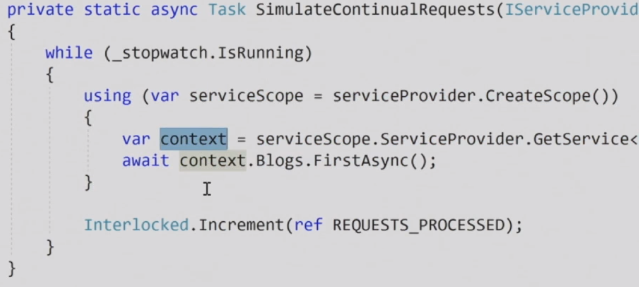 private static async Task SimulateContinualRequests(IServiceProvid
{
while (_stopwatch.IsRunning)
{
using (var serviceScope = serviceProvider.CreateScope())
{
var context = serviceScope.ServiceProvider.GetService<
await context.Blogs.FirstAsync();
}
Interlocked.Increment(ref REQUESTS_PROCESSED);
}
}